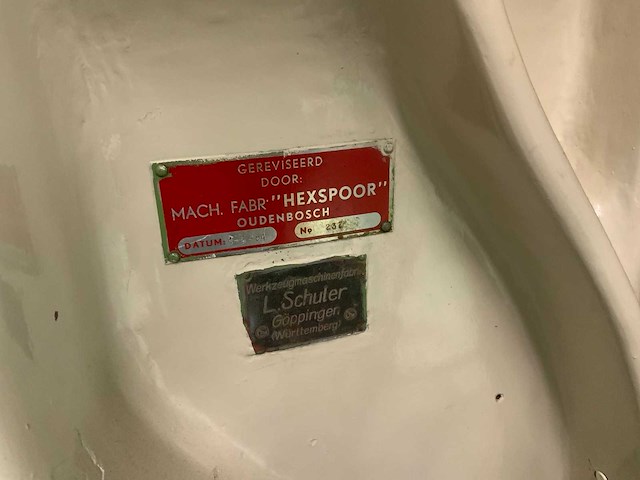 GEREVISEERD
DOOR:
MACH. FABR. "HEXSPOOR"
OUDENBOSCH
DATUM: No
Werkzeugmaschinenfabrik
L. Schuler
Göppingen
(Württemberg)